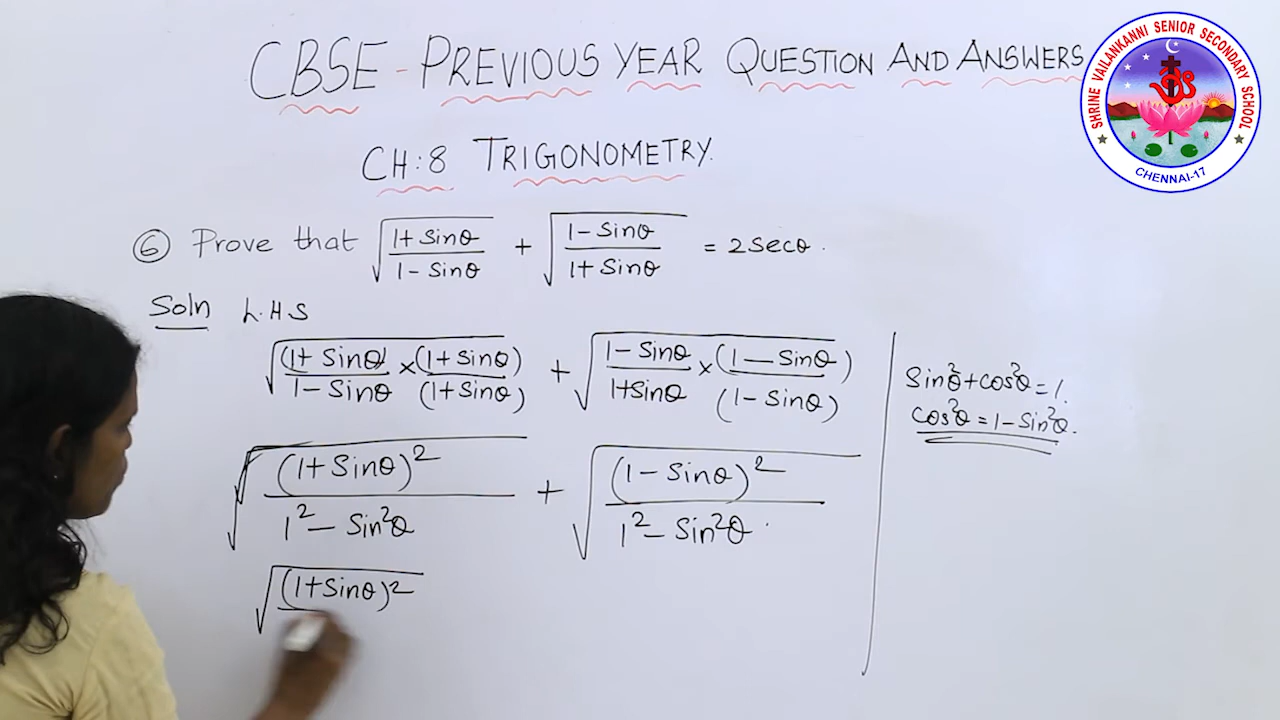 CBSE - PREVIOUS YEAR QUESTION AND ANSWERS
SHRINE VAILANKANNI SENIOR SECONDARY SCHOOL
CHENNAI-17
CH:8 TRIGONOMETRY.
⑥ Prove that √((1+Sinθ)/(1-Sinθ)) + √((1-Sinθ)/(1+Sinθ)) = 2Secθ.
Soln L.H.S
√((1+Sinθ)/(1-Sinθ) × (1+Sinθ)/(1+Sinθ)) + √((1-Sinθ)/(1+Sinθ) × (1-Sinθ)/(1-Sinθ))
√((1+Sinθ)²/(1²-Sin²θ)) + √((1-Sinθ)²/(1²-Sin²θ))
√(1+Sinθ)²
Sin²θ+Cos²θ=1.
Cos²θ=1-Sin²θ.